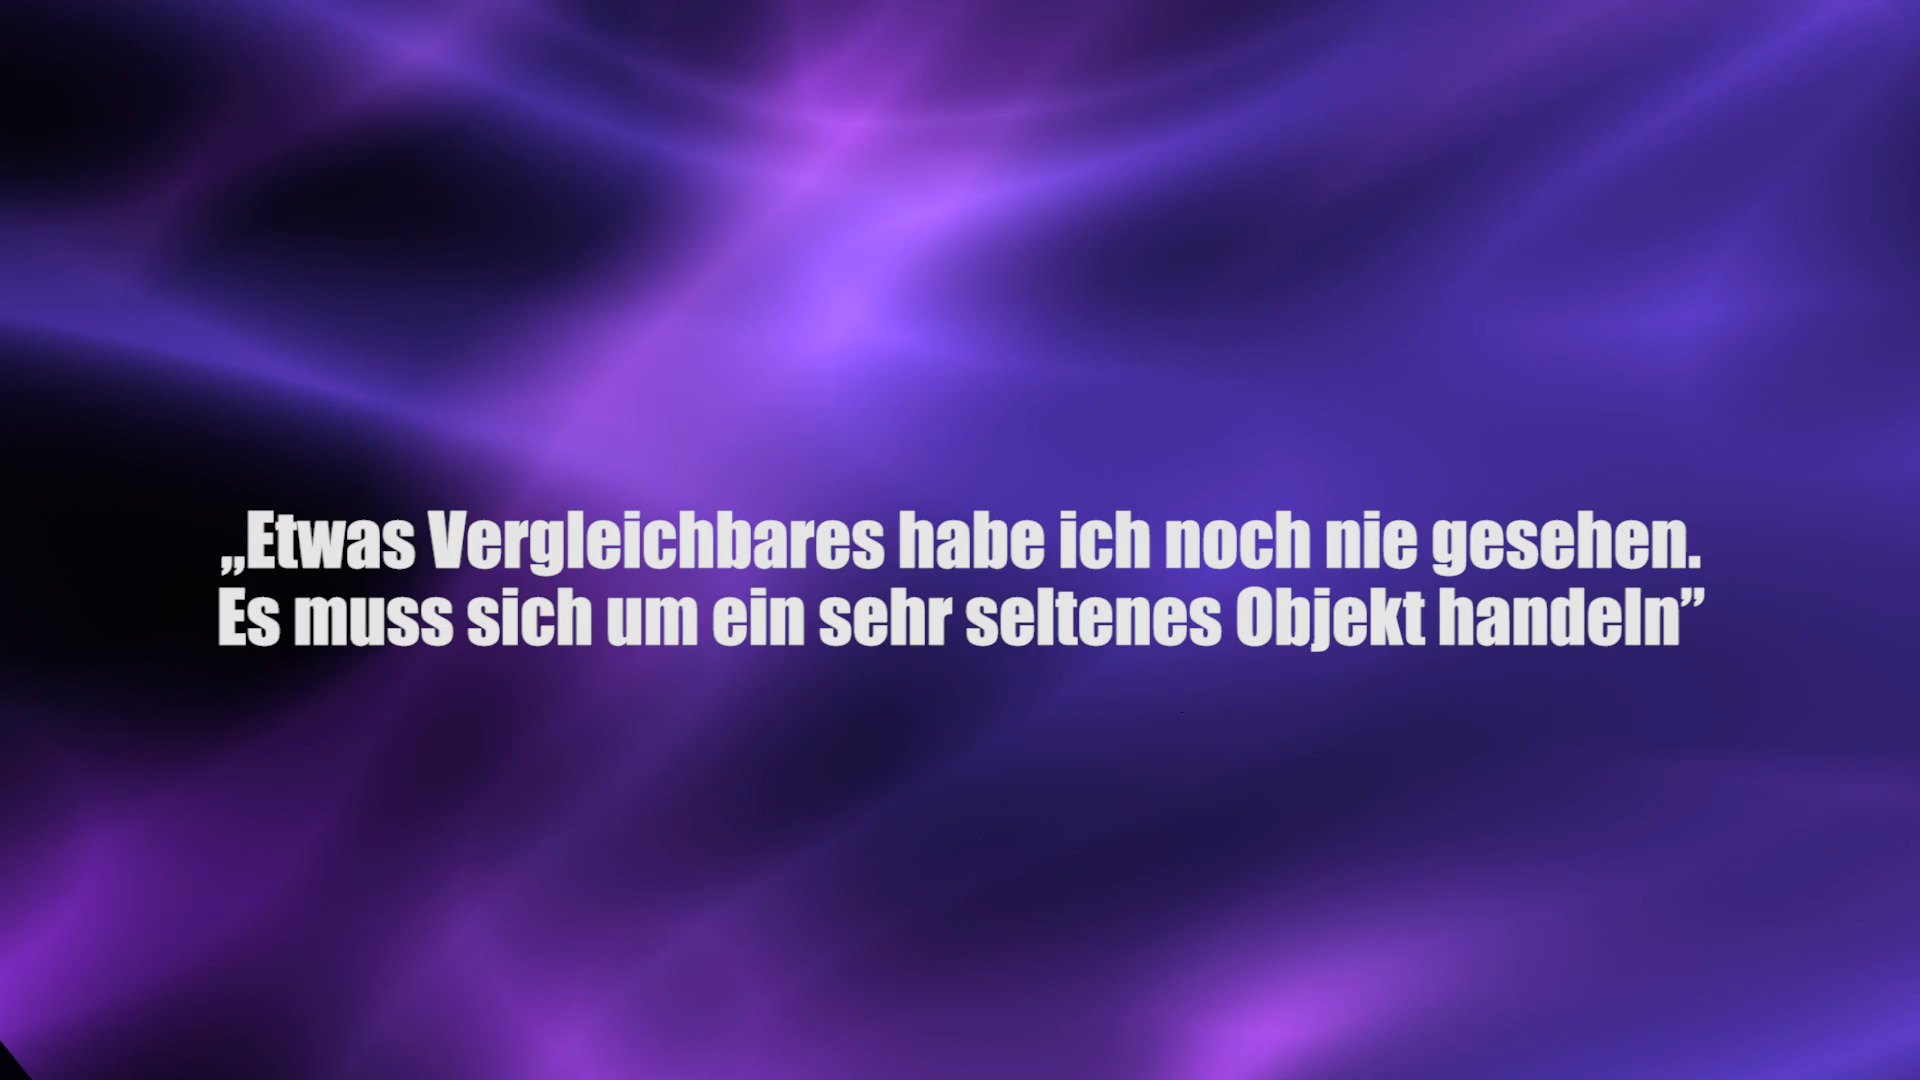 „Etwas Vergleichbares habe ich noch nie gesehen.
Es muss sich um ein sehr seltenes Objekt handeln”